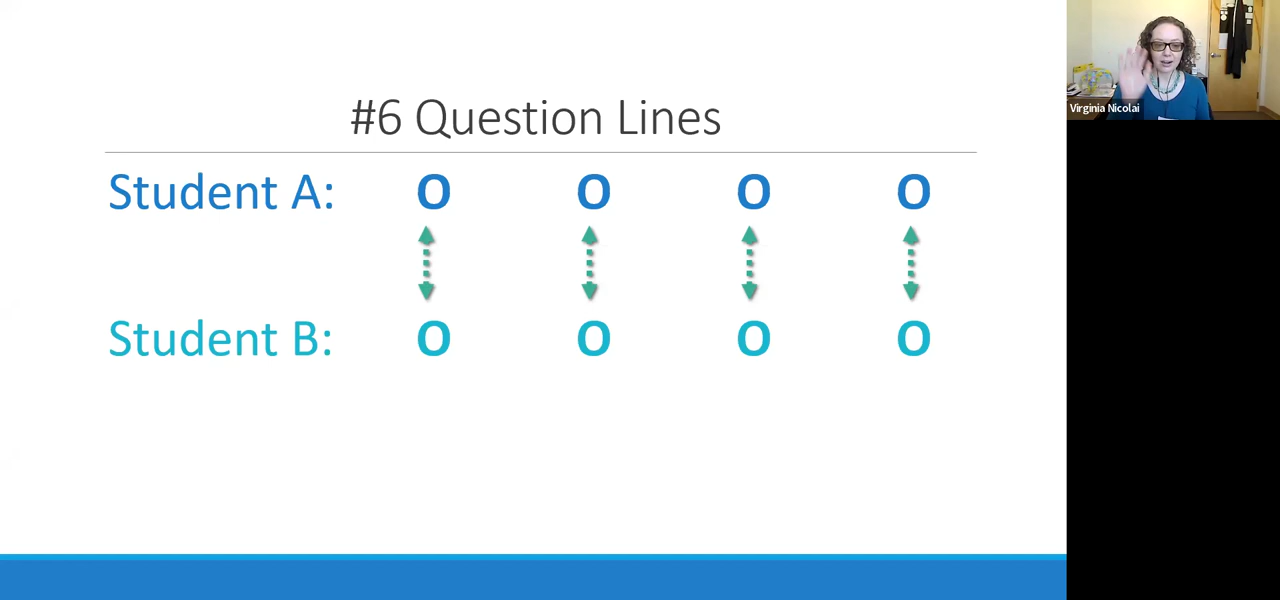 #6 Question Lines
Student A: O O O O
Student B: O O O O
Virginia Nicolai